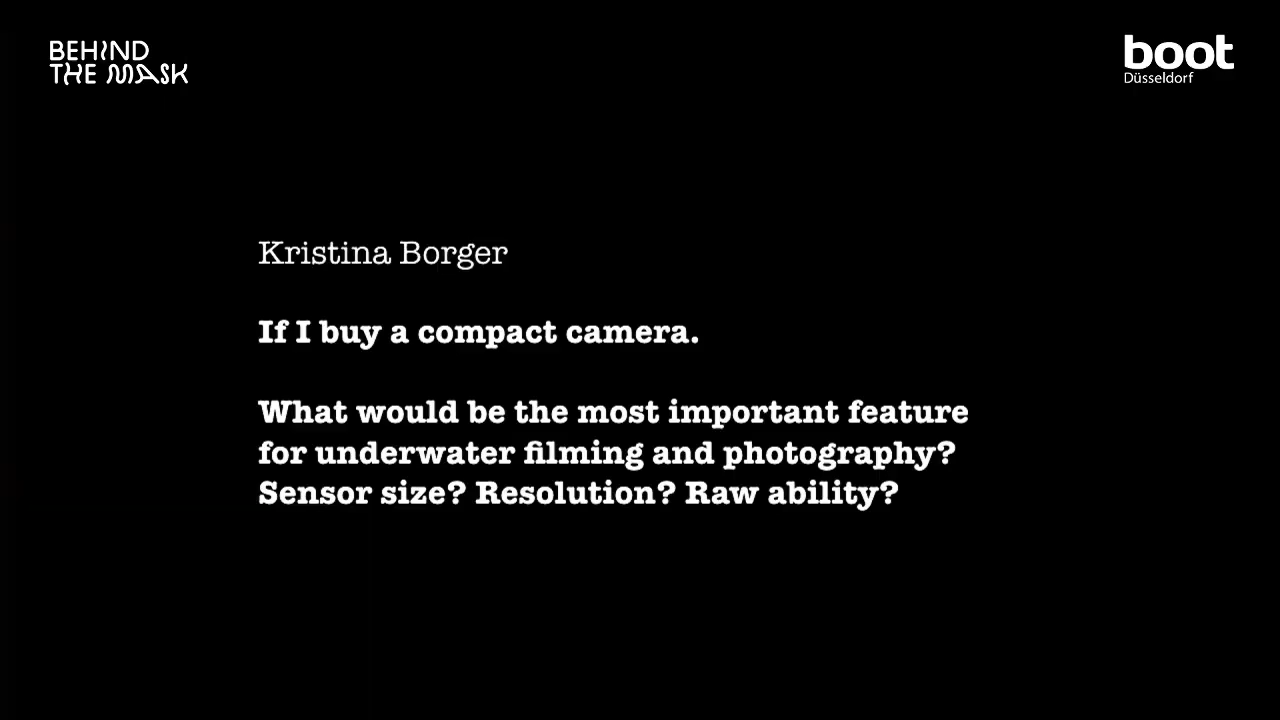 BEHIND
THE MASK
boot
Düsseldorf
Kristina Borger
If I buy a compact camera.
What would be the most important feature
for underwater filming and photography?
Sensor size? Resolution? Raw ability?